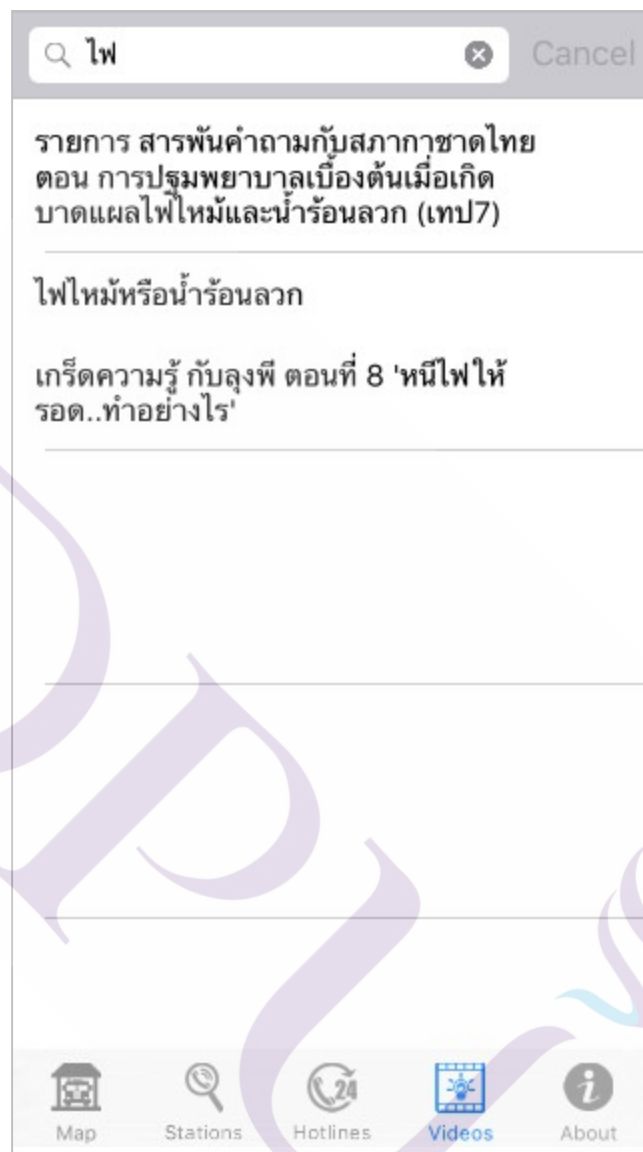 ไฟ
Cancel
รายการ สารพันคำถามกับสภากาชาดไทย
ตอน การปฐมพยาบาลเบื้องต้นเมื่อเกิด
บาดแผลไฟไหม้และน้ำร้อนลวก (เทป7)
ไฟไหม้หรือน้ำร้อนลวก
เกร็ดความรู้ กับลุงพี ตอนที่ 8 'หนีไฟให้
รอด..ทำอย่างไร'
DPU
24
Map
Stations
Hotlines
Videos
About